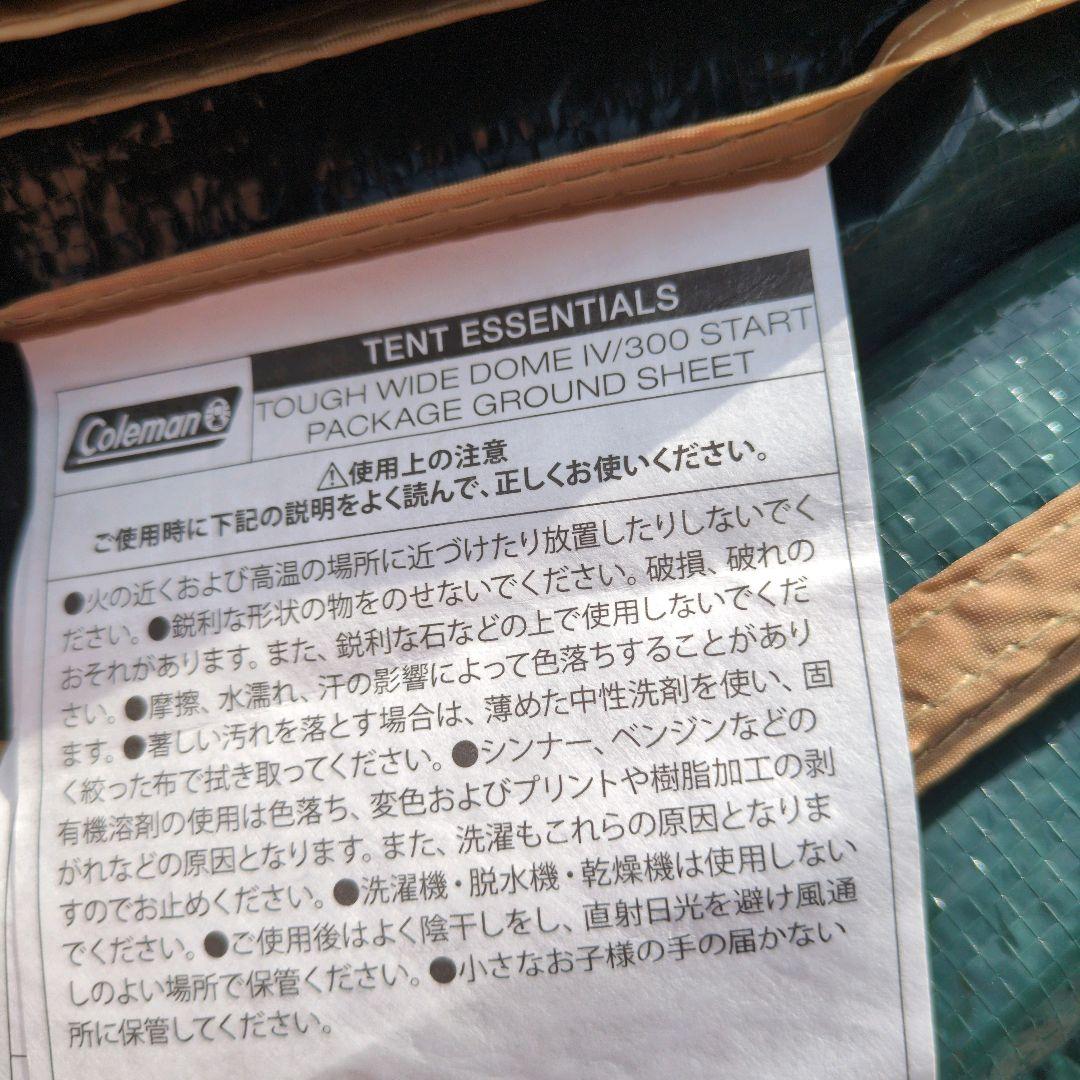 TENT ESSENTIALS
Coleman
TOUGH WIDE DOME IV/300 START
PACKAGE GROUND SHEET
⚠使用上の注意
ご使用時に下記の説明をよく読んで、正しくお使いください。
●火の近くおよび高温の場所に近づけたり放置したりしないでく
ださい。●鋭利な形状の物をのせないでください。破損、破れの
おそれがあります。また、鋭利な石などの上で使用しないでくだ
さい。●摩擦、水濡れ、汗の影響によって色落ちすることがあり
ます。●著しい汚れを落とす場合は、薄めた中性洗剤を使い、固
く絞った布で拭き取ってください。●シンナー、ベンジンなどの
有機溶剤の使用は色落ち、変色およびプリントや樹脂加工の剥
がれなどの原因となります。また、洗濯もこれらの原因となりま
すのでお止めください。●洗濯機・脱水機・乾燥機は使用しない
でください。●ご使用後はよく陰干しをし、直射日光を避け風通
しのよい場所で保管ください。●小さなお子様の手の届かない
所に保管してください。